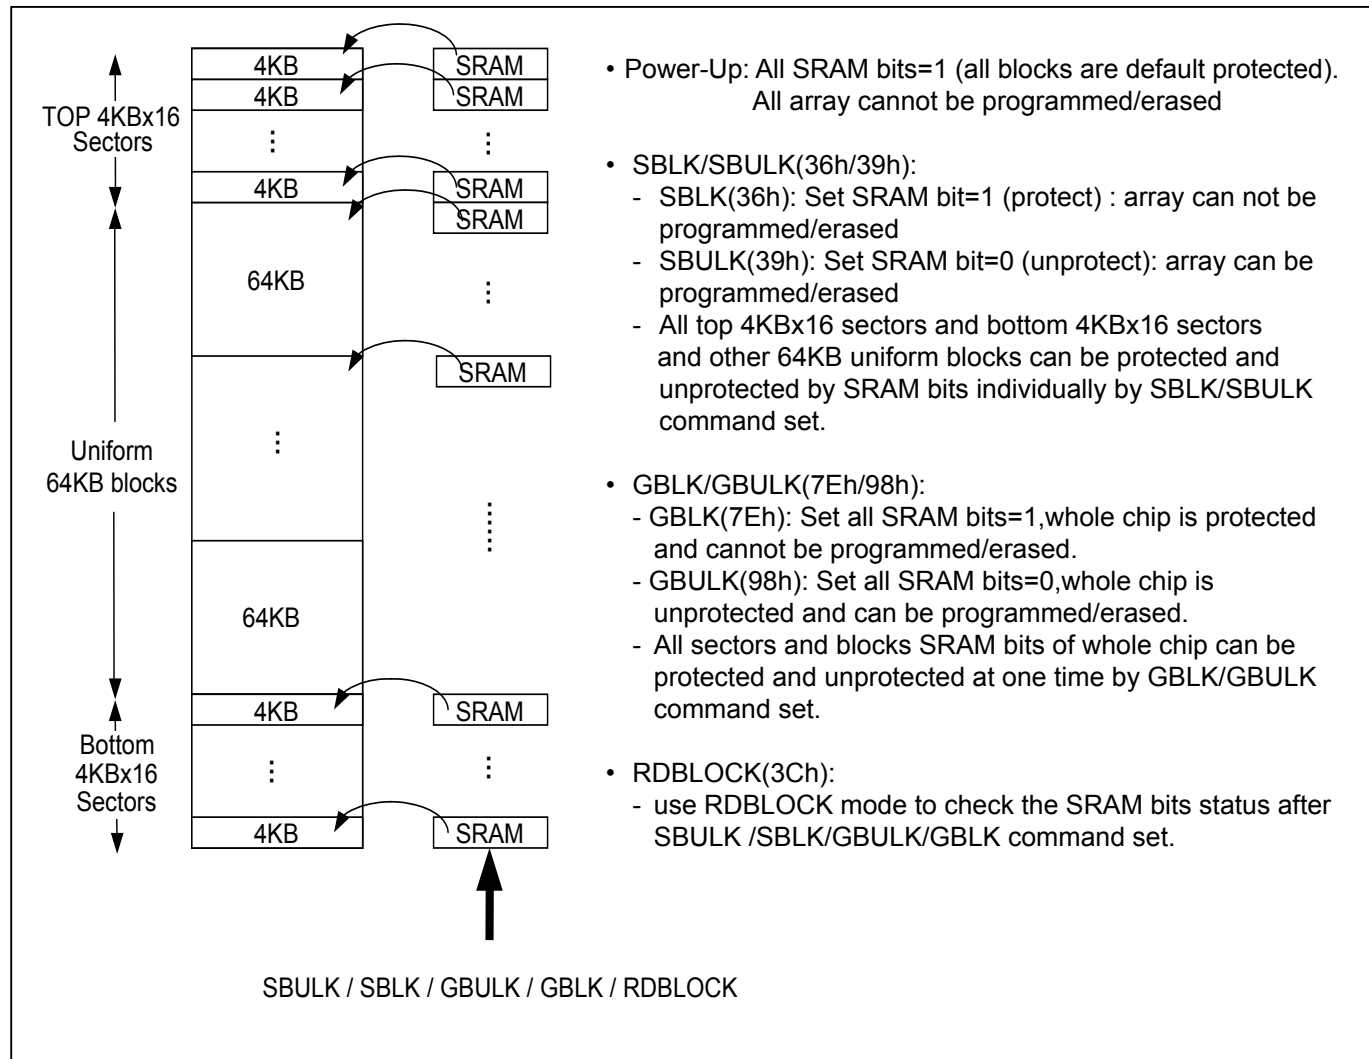 4KB
4KB
⋮
4KB
64KB
⋮
64KB
4KB
⋮
4KB
SRAM
SRAM
⋮
SRAM
SRAM
⋮
SRAM
⋮
SRAM
⋮
SRAM
TOP 4KBx16
Sectors
Uniform
64KB blocks
Bottom
4KBx16
Sectors
SBULK / SBLK / GBULK / GBLK / RDBLOCK
• Power-Up: All SRAM bits=1 (all blocks are default protected).
All array cannot be programmed/erased
• SBLK/SBULK(36h/39h):
- SBLK(36h): Set SRAM bit=1 (protect) : array can not be
programmed/erased
- SBULK(39h): Set SRAM bit=0 (unprotect): array can be
programmed/erased
- All top 4KBx16 sectors and bottom 4KBx16 sectors
and other 64KB uniform blocks can be protected and
unprotected by SRAM bits individually by SBLK/SBULK
command set.
• GBLK/GBULK(7Eh/98h):
- GBLK(7Eh): Set all SRAM bits=1,whole chip is protected
and cannot be programmed/erased.
- GBULK(98h): Set all SRAM bits=0,whole chip is
unprotected and can be programmed/erased.
- All sectors and blocks SRAM bits of whole chip can be
protected and unprotected at one time by GBLK/GBULK
command set.
• RDBLOCK(3Ch):
- use RDBLOCK mode to check the SRAM bits status after
SBULK /SBLK/GBULK/GBLK command set.